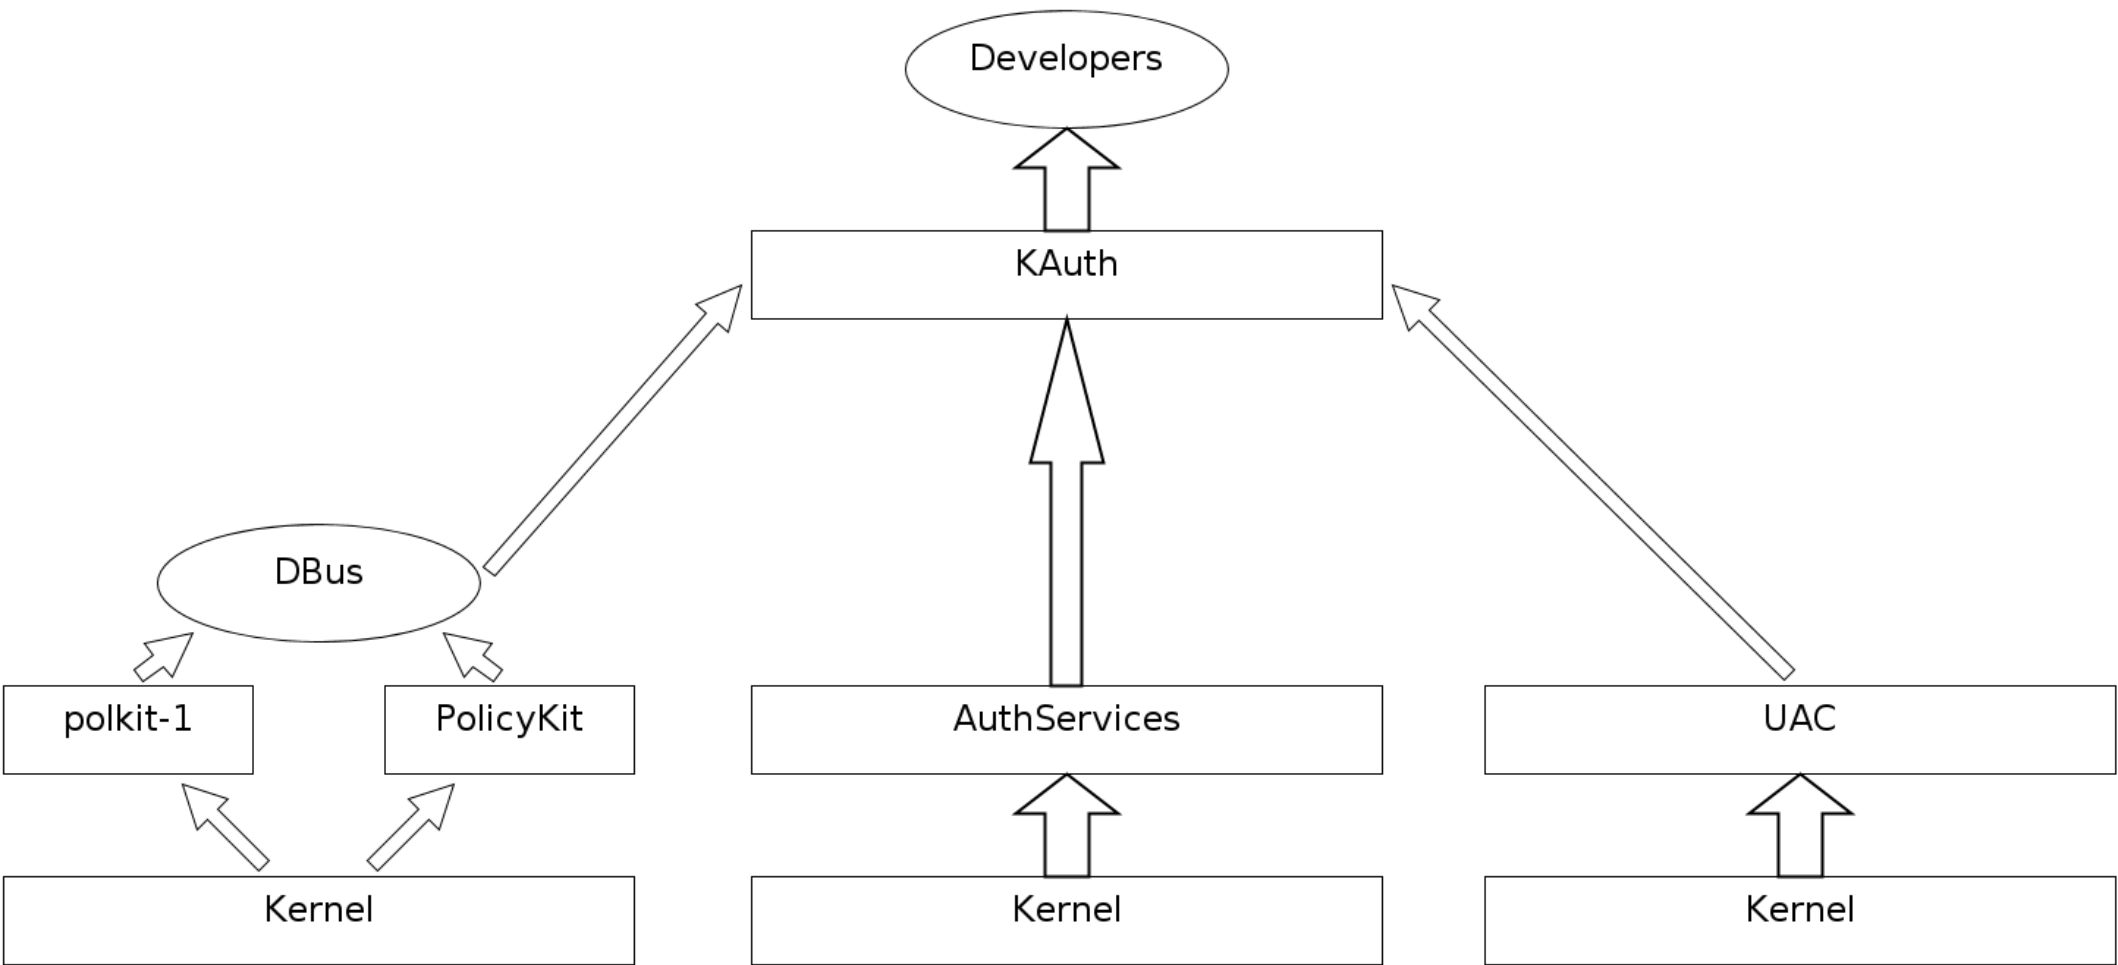 Developers
KAuth
DBus
polkit-1
PolicyKit
AuthServices
UAC
Kernel
Kernel
Kernel